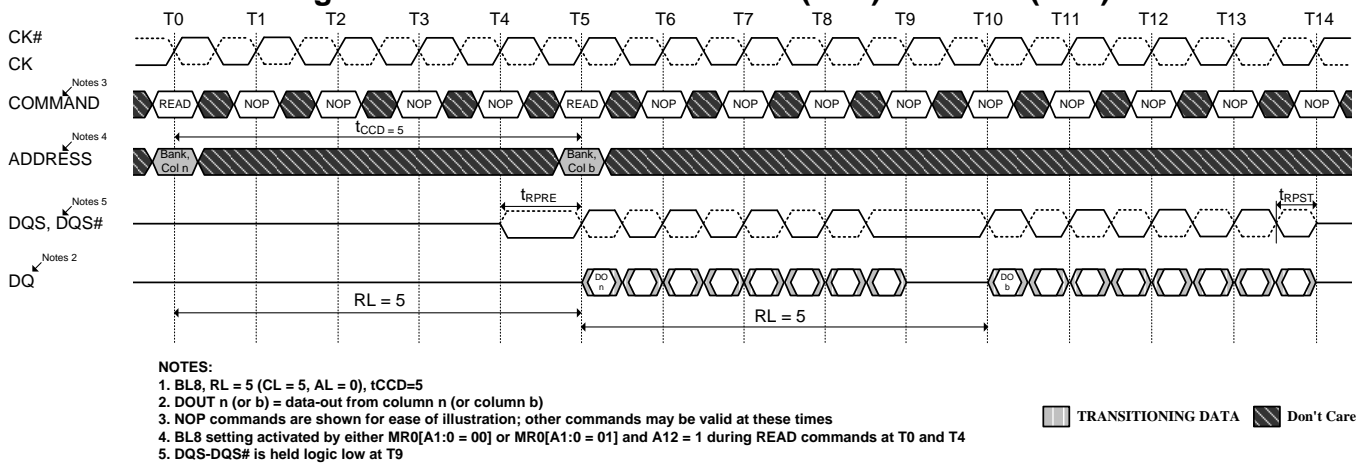 T0 T1 T2 T3 T4 T5 T6 T7 T8 T9 T10 T11 T12 T13 T14
CK#
CK
Notes 3
COMMAND READ NOP NOP NOP NOP READ NOP NOP NOP NOP NOP NOP NOP NOP NOP
tCCD = 5
Notes 4
ADDRESS
Bank, Col n
Bank, Col b
Notes 5
DQS, DQS#
tRPRE
tRPST
Notes 2
DQ
DO n
DO b
RL = 5
RL = 5
NOTES:
1. BL8, RL = 5 (CL = 5, AL = 0), tCCD=5
2. DOUT n (or b) = data-out from column n (or column b)
3. NOP commands are shown for ease of illustration; other commands may be valid at these times
4. BL8 setting activated by either MR0[A1:0 = 00] or MR0[A1:0 = 01] and A12 = 1 during READ commands at T0 and T4
5. DQS-DQS# is held logic low at T9
TRANSITIONING DATA
Don't Care